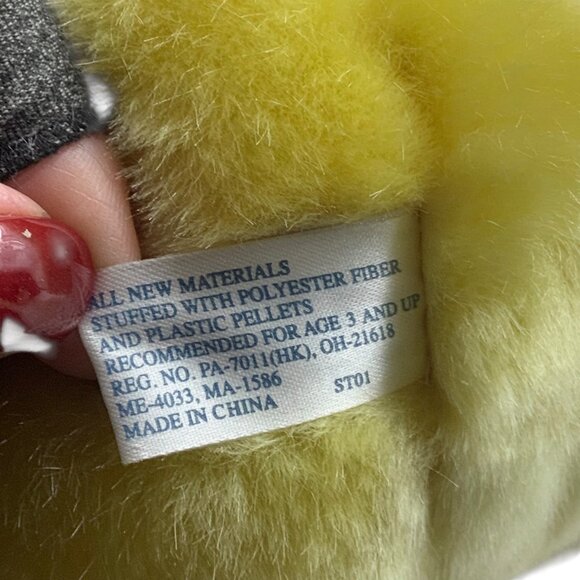 ALL NEW MATERIALS
STUFFED WITH POLYESTER FIBER
AND PLASTIC PELLETS
RECOMMENDED FOR AGE 3 AND UP
REG. NO. PA-7011(HK), OH-21618
ME-4033, MA-1586 ST01
MADE IN CHINA